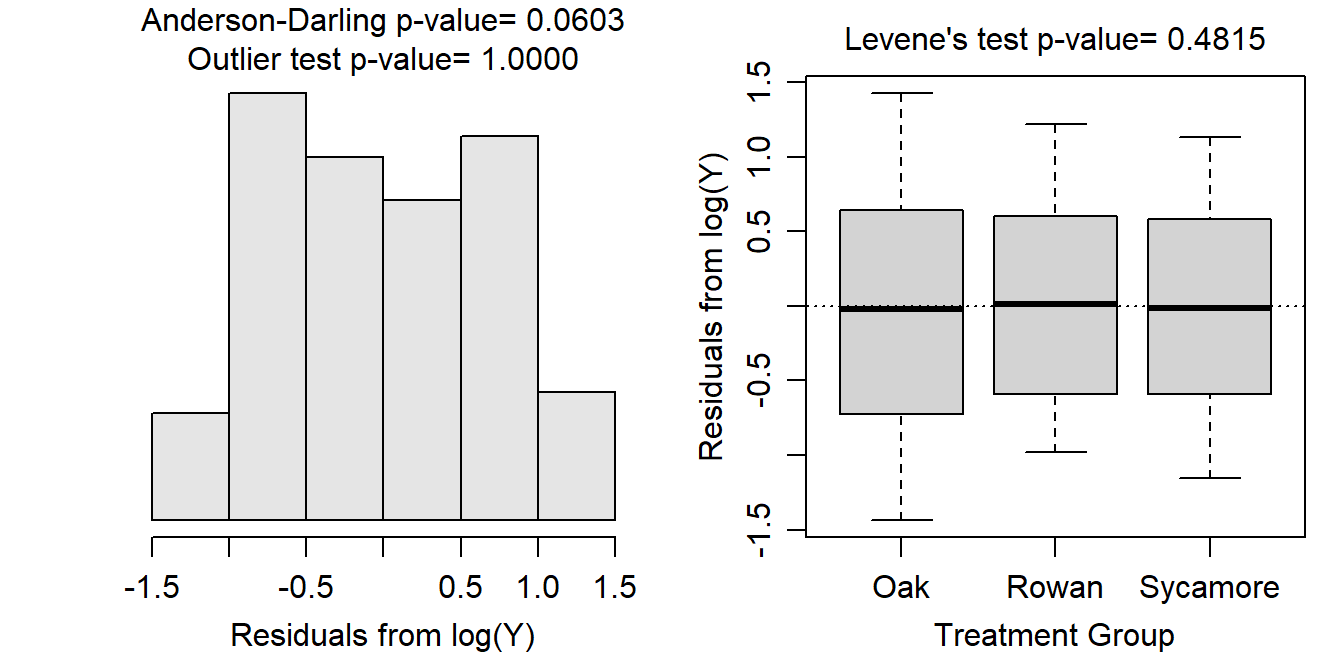 Anderson-Darling p-value= 0.0603
Outlier test p-value= 1.0000
-1.5 -0.5 0.5 1.0 1.5
Residuals from log(Y)
Levene's test p-value= 0.4815
Residuals from log(Y)
1.5
1.0
0.5
-0.5
-1.5
Oak Rowan Sycamore
Treatment Group